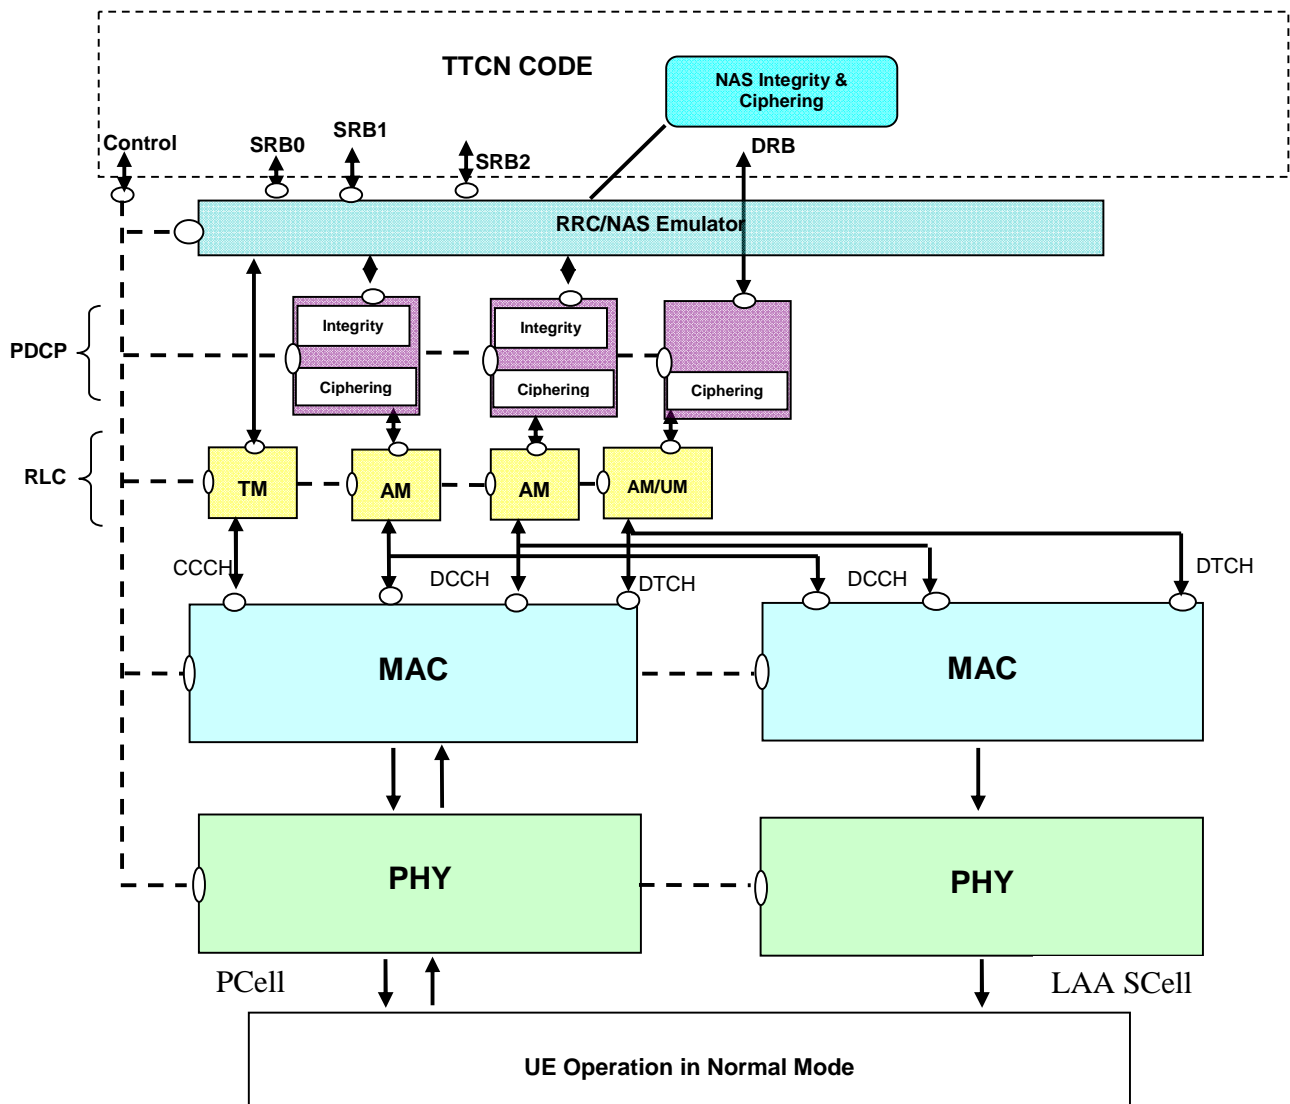 TTCN CODE
NAS Integrity &
Ciphering
Control
SRB0
SRB1
SRB2
DRB
RRC/NAS Emulator
PDCP
Integrity
Ciphering
Integrity
Ciphering
Ciphering
RLC
TM
AM
AM
AM/UM
CCCH
DCCH
DTCH
DCCH
DTCH
MAC
MAC
PHY
PHY
PCell
LAA SCell
UE Operation in Normal Mode